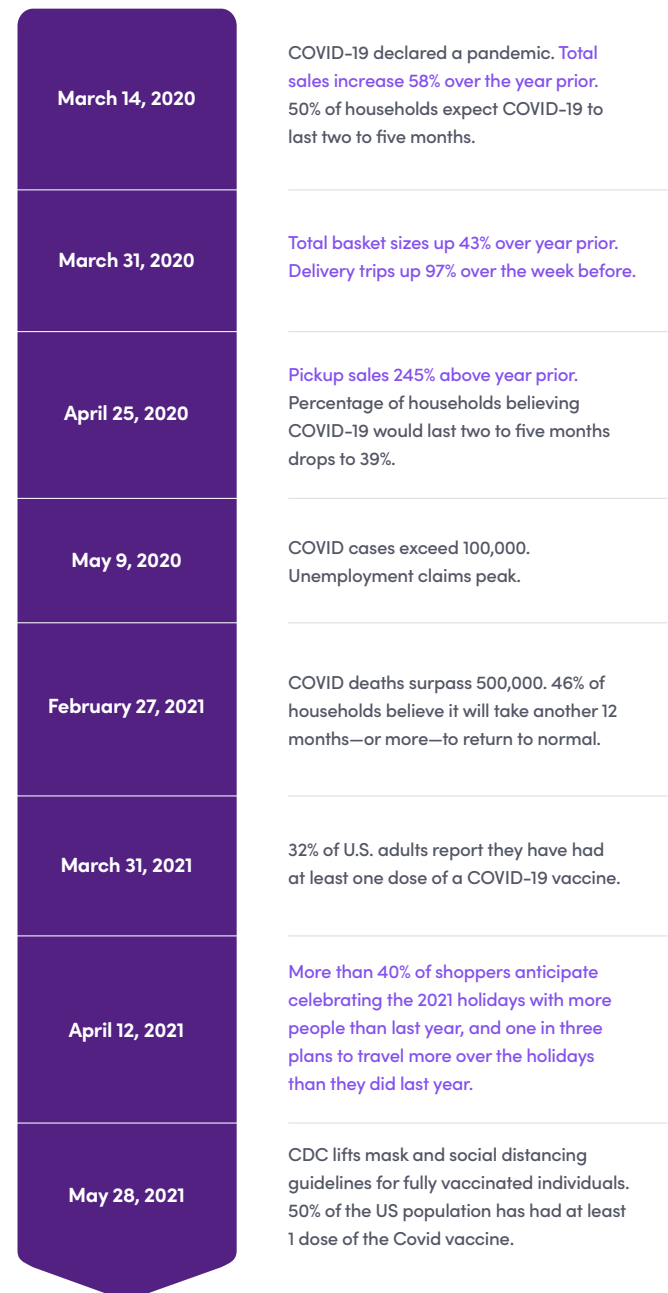 March 14, 2020
COVID-19 declared a pandemic. Total
sales increase 58% over the year prior.
50% of households expect COVID-19 to
last two to five months.
March 31, 2020
Total basket sizes up 43% over year prior.
Delivery trips up 97% over the week before.
April 25, 2020
Pickup sales 245% above year prior.
Percentage of households believing
COVID-19 would last two to five months
drops to 39%.
May 9, 2020
COVID cases exceed 100,000.
Unemployment claims peak.
February 27, 2021
COVID deaths surpass 500,000. 46% of
households believe it will take another 12
months—or more—to return to normal.
March 31, 2021
32% of U.S. adults report they have had
at least one dose of a COVID-19 vaccine.
April 12, 2021
More than 40% of shoppers anticipate
celebrating the 2021 holidays with more
people than last year, and one in three
plans to travel more over the holidays
than they did last year.
May 28, 2021
CDC lifts mask and social distancing
guidelines for fully vaccinated individuals.
50% of the US population has had at least
1 dose of the Covid vaccine.